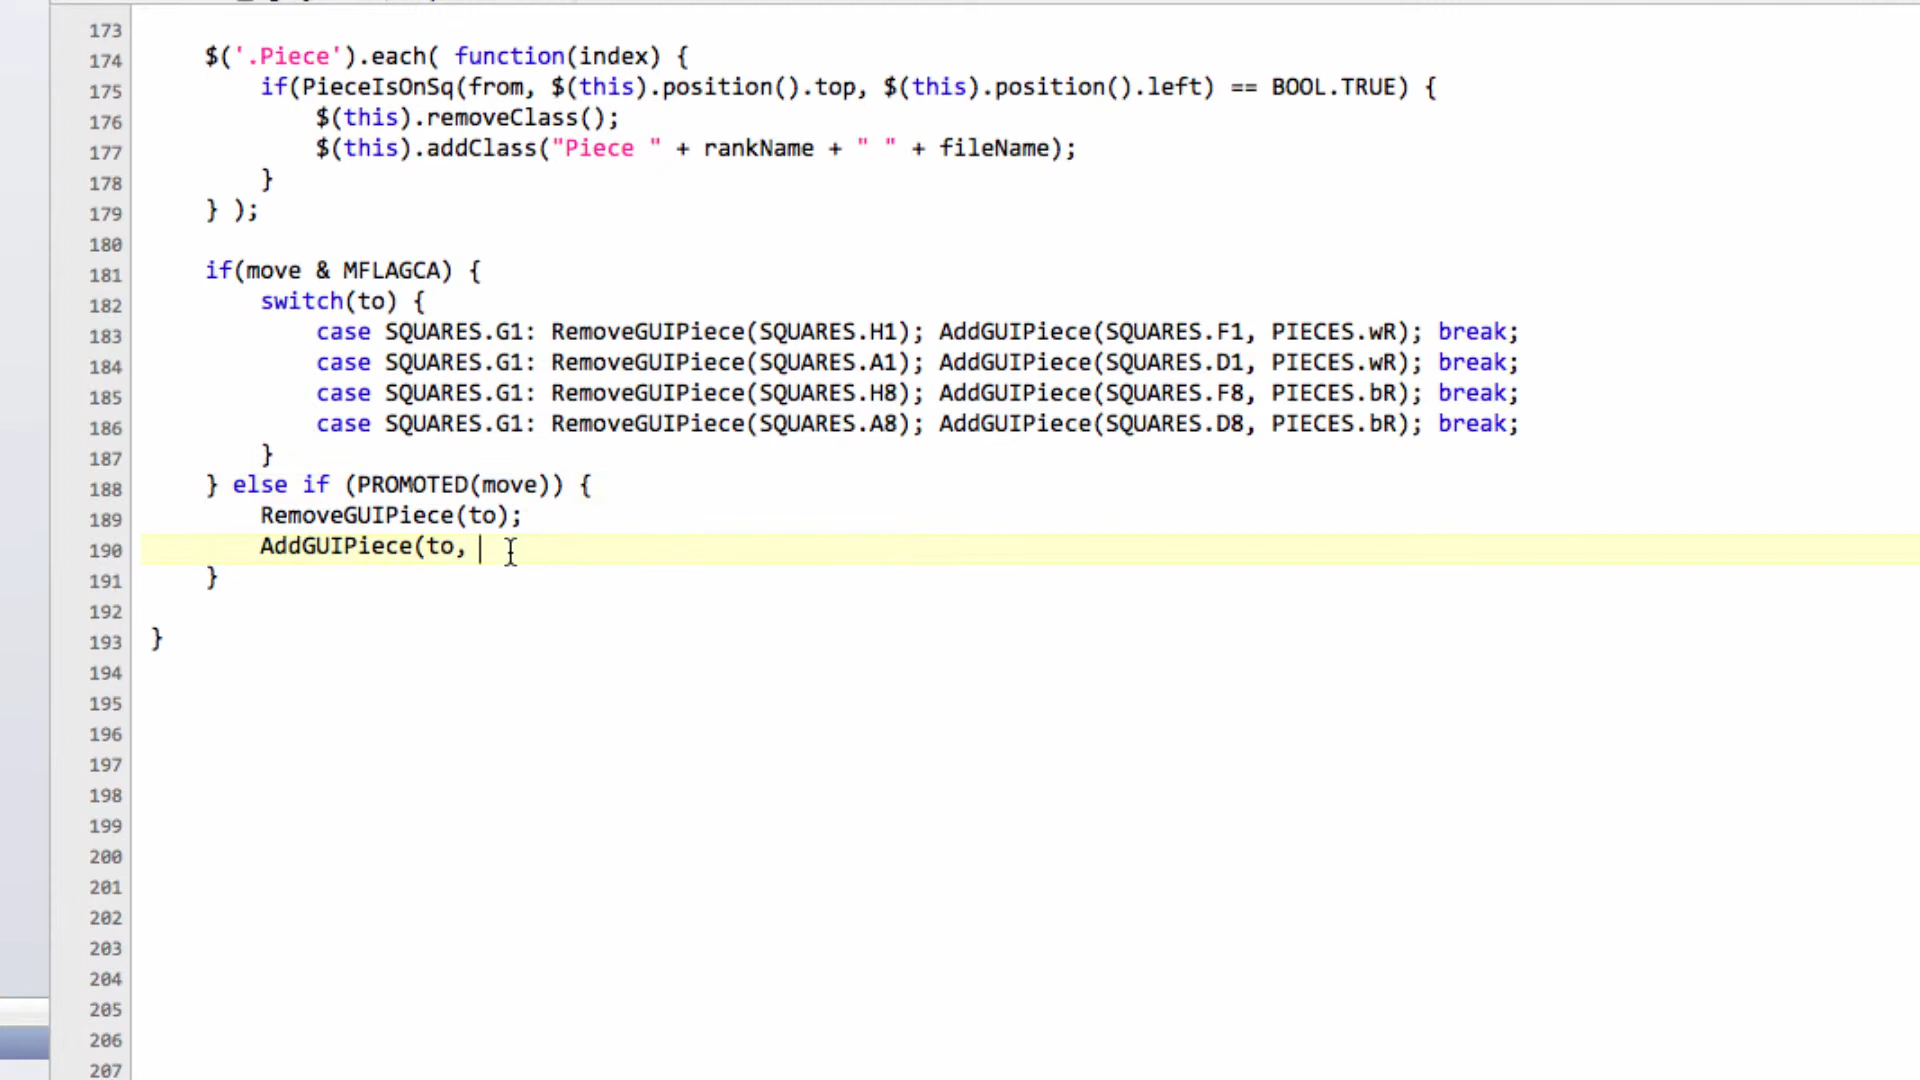 173
174 $('.Piece').each( function(index) {
175 if(PieceIsOnSq(from, $(this).position().top, $(this).position().left) == BOOL.TRUE) {
176 $(this).removeClass();
177 $(this).addClass("Piece " + rankName + " " + fileName);
178 }
179 } );
180
181 if(move & MFLAGCA) {
182 switch(to) {
183 case SQUARES.G1: RemoveGUIPiece(SQUARES.H1); AddGUIPiece(SQUARES.F1, PIECES.wR); break;
184 case SQUARES.G1: RemoveGUIPiece(SQUARES.A1); AddGUIPiece(SQUARES.D1, PIECES.wR); break;
185 case SQUARES.G1: RemoveGUIPiece(SQUARES.H8); AddGUIPiece(SQUARES.F8, PIECES.bR); break;
186 case SQUARES.G1: RemoveGUIPiece(SQUARES.A8); AddGUIPiece(SQUARES.D8, PIECES.bR); break;
187 }
188 } else if (PROMOTED(move)) {
189 RemoveGUIPiece(to);
190 AddGUIPiece(to,
191 }
192
193 }
194
195
196
197
198
199
200
201
202
203
204
205
206
207